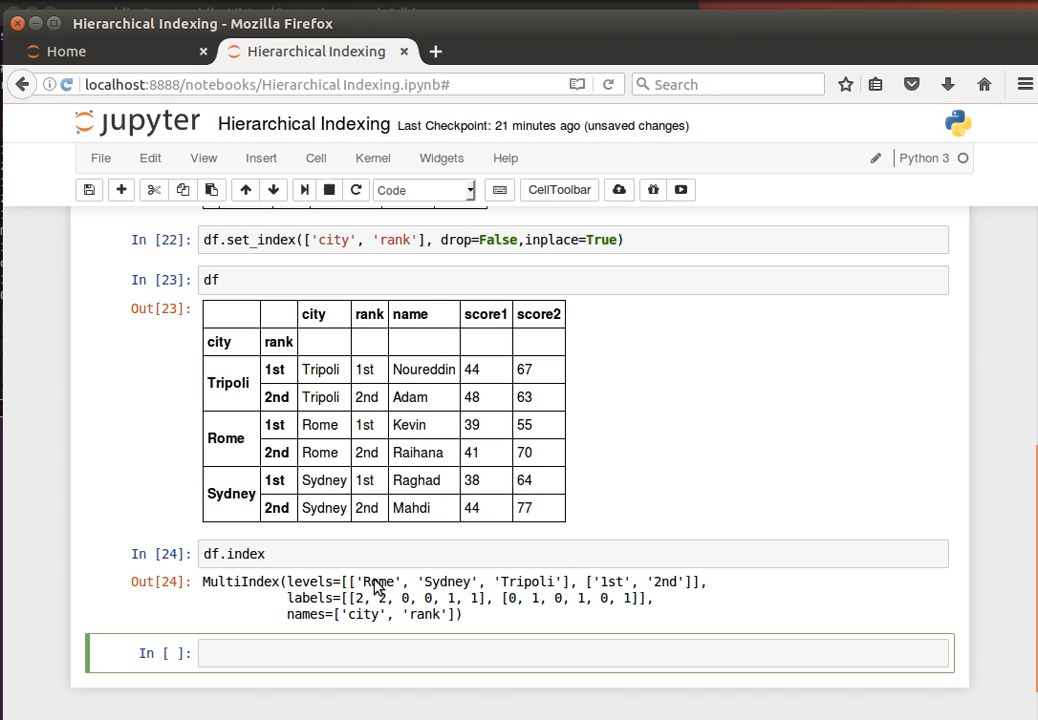 Hierarchical Indexing - Mozilla Firefox
Home × Hierarchical Indexing × +
localhost:8888/notebooks/Hierarchical Indexing.ipynb# Search
jupyter Hierarchical Indexing Last Checkpoint: 21 minutes ago (unsaved changes)
File Edit View Insert Cell Kernel Widgets Help Python 3
Code CellToolbar
In [22]: df.set_index(['city', 'rank'], drop=False,inplace=True)
In [23]: df
Out[23]:
city rank name score1 score2
city rank
Tripoli 1st Tripoli 1st Noureddin 44 67
2nd Tripoli 2nd Adam 48 63
Rome 1st Rome 1st Kevin 39 55
2nd Rome 2nd Raihana 41 70
Sydney 1st Sydney 1st Raghad 38 64
2nd Sydney 2nd Mahdi 44 77
In [24]: df.index
Out[24]: MultiIndex(levels=[['Rome', 'Sydney', 'Tripoli'], ['1st', '2nd']],
labels=[[2, 2, 0, 0, 1, 1], [0, 1, 0, 1, 0, 1]],
names=['city', 'rank'])
In [ ]: